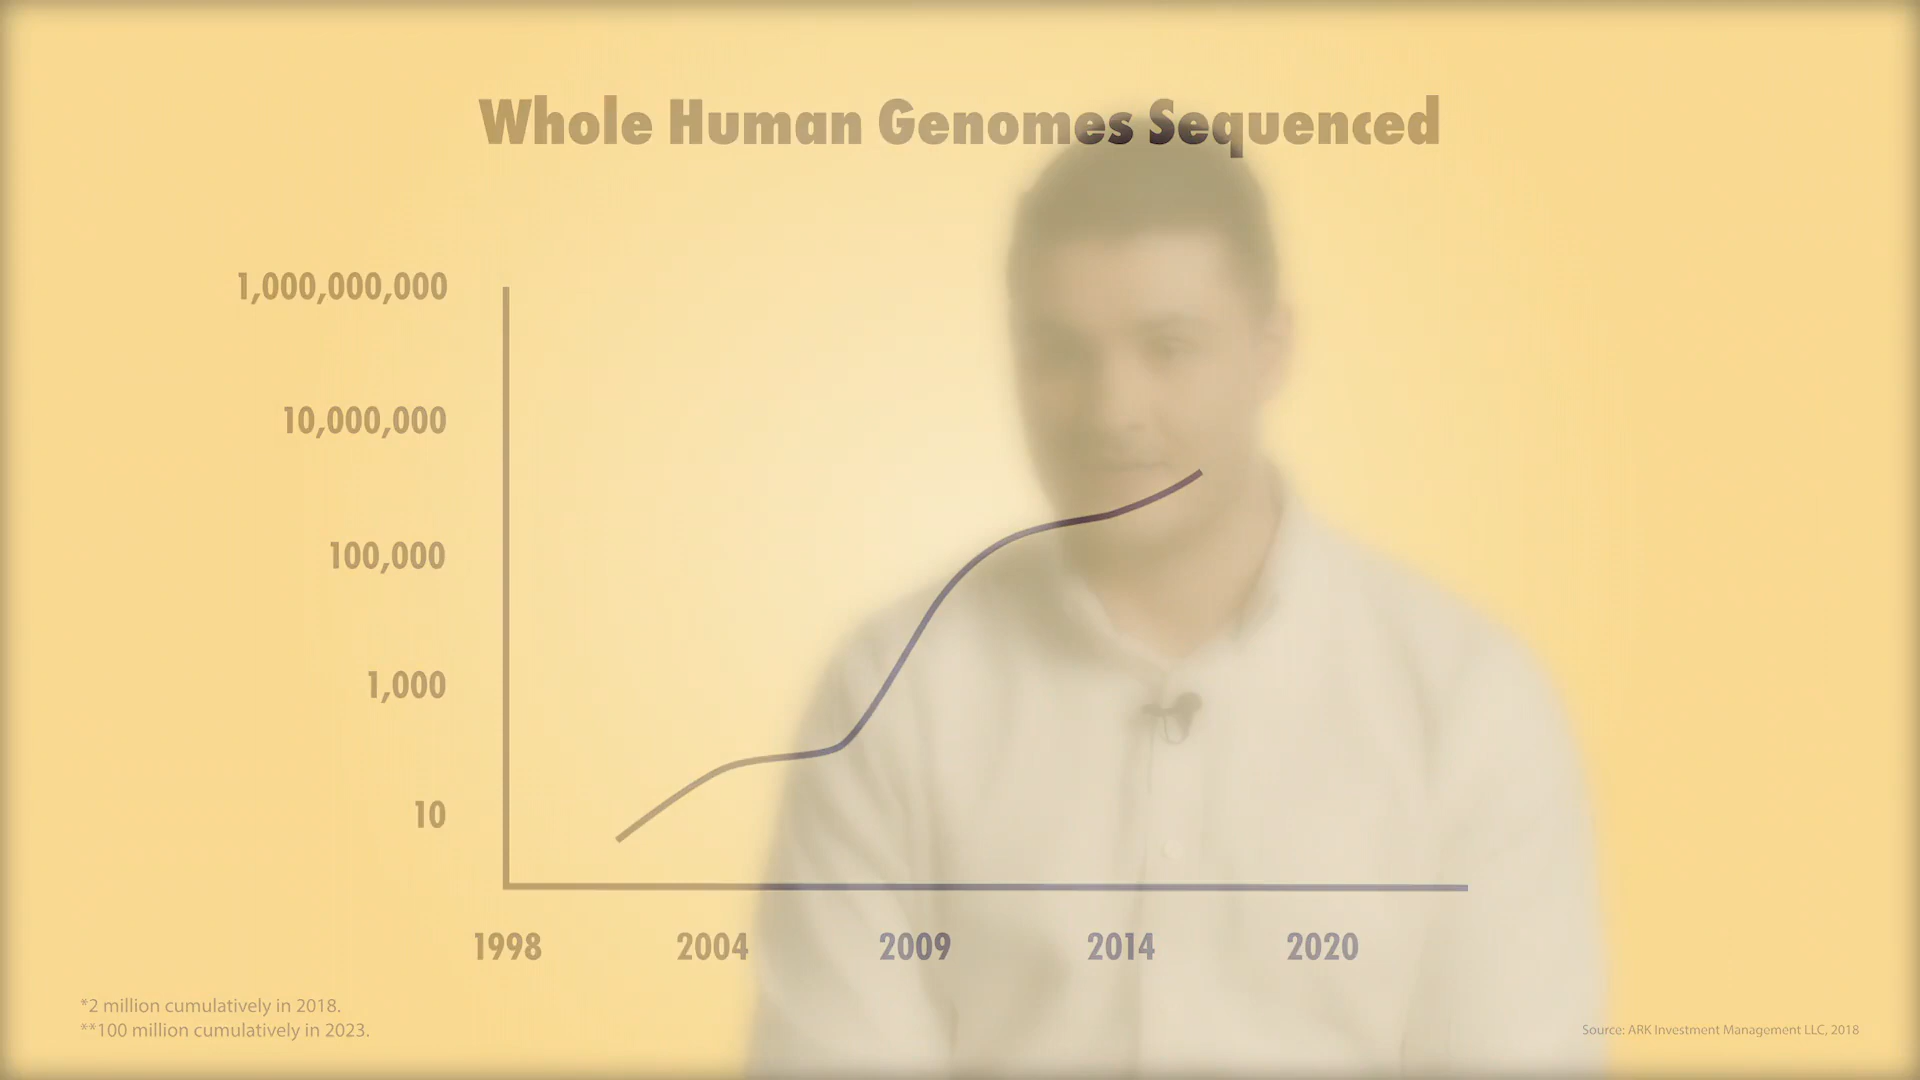 Whole Human Genomes Sequenced
1,000,000,000
10,000,000
100,000
1,000
10
1998 2004 2009 2014 2020
*2 million cumulatively in 2018.
**100 million cumulatively in 2023.
Source: ARK Investment Management LLC, 2018